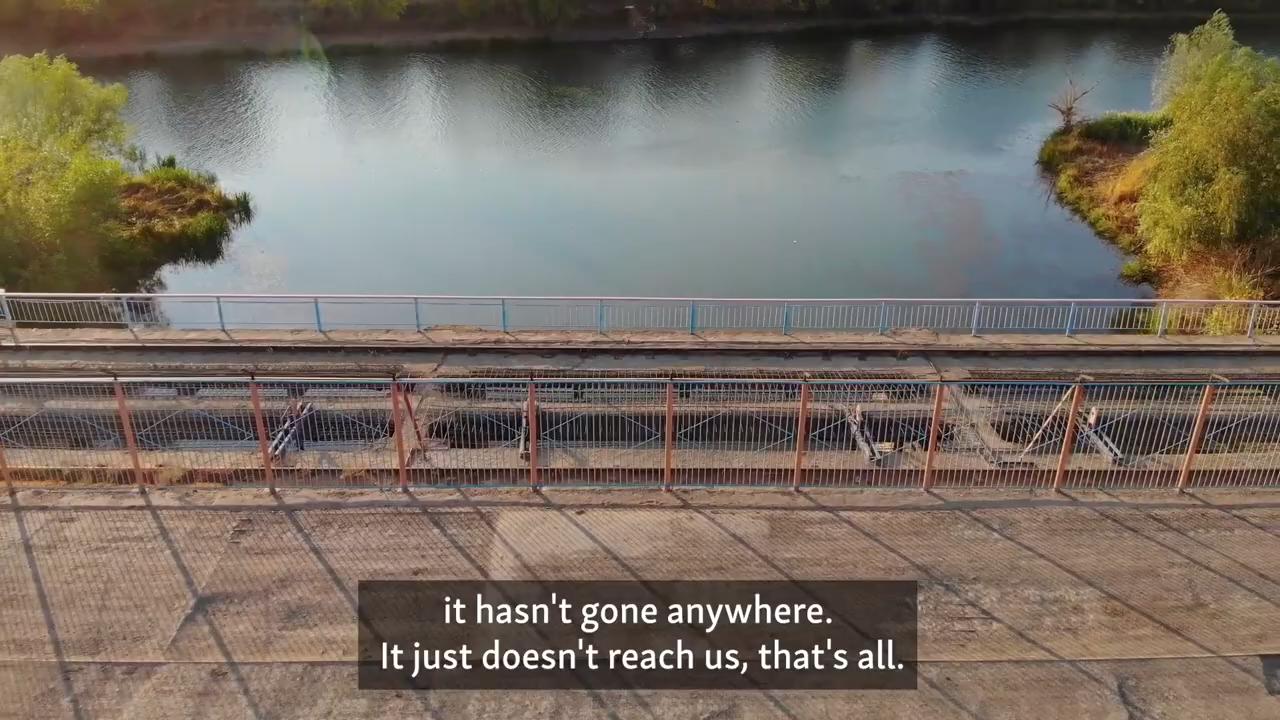 it hasn't gone anywhere.
It just doesn't reach us, that's all.